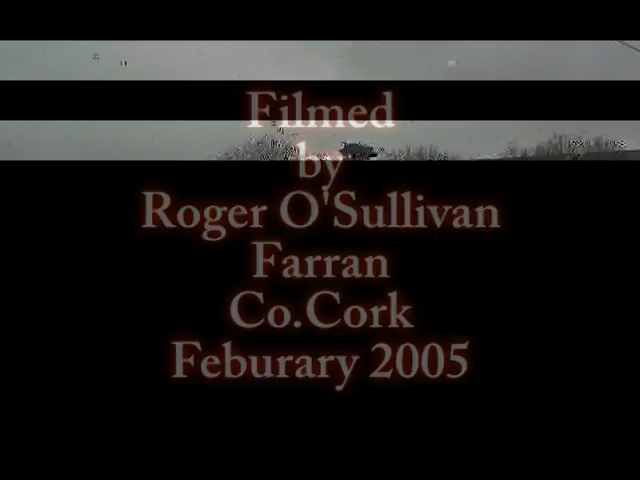 Filmed
by
Roger O'Sullivan
Farran
Co.Cork
Feburary 2005